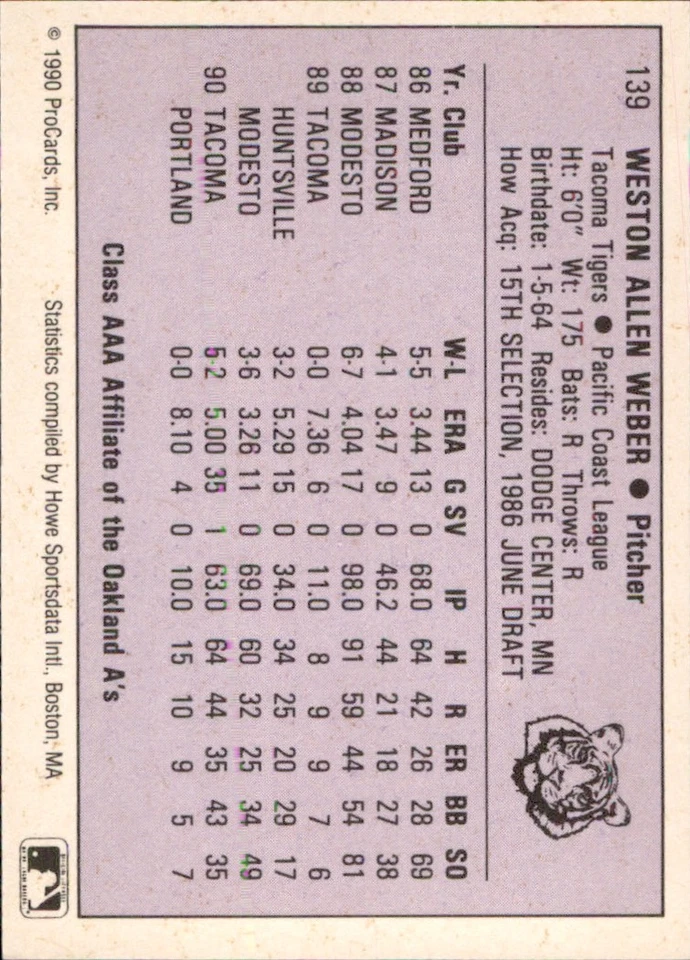 139 WESTON ALLEN WEBER ● Pitcher
Tacoma Tigers ● Pacific Coast League
Ht: 6'0" Wt: 175 Bats: R Throws: R
Birthdate: 1-5-64 Resides: DODGE CENTER, MN
How Acq: 15TH SELECTION, 1986 JUNE DRAFT
Yr. Club W-L ERA G SV IP H R ER BB SO
86 MEDFORD 5-5 3.44 13 0 68.0 64 42 26 28 69
87 MADISON 4-1 3.47 9 0 46.2 44 21 18 27 38
88 MODESTO 6-7 4.04 17 0 98.0 91 59 44 54 81
89 TACOMA 0-0 7.36 6 0 11.0 8 9 9 7 6
HUNTSVILLE 3-2 5.29 15 0 34.0 34 25 20 29 17
MODESTO 3-6 3.26 11 0 69.0 60 32 25 34 49
90 TACOMA 5-2 5.00 35 1 63.0 64 44 35 43 35
PORTLAND 0-0 8.10 4 0 10.0 15 10 9 5 7
Class AAA Affiliate of the Oakland A's
© 1990 ProCards, Inc. Statistics compiled by Howe Sportsdata Intl., Boston, MA